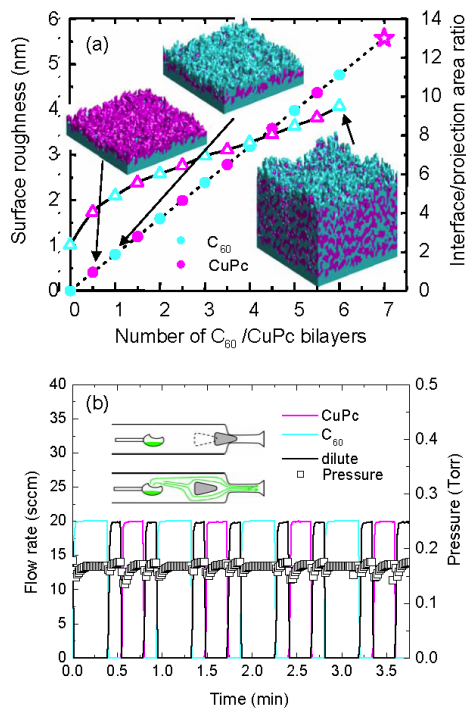 (a)
Surface roughness (nm)
6
5
4
3
2
1
0
14
12
10
8
6
4
2
0
Interface/projection area ratio
C60
CuPc
0 1 2 3 4 5 6 7
Number of C60 /CuPc bilayers
(b)
Flow rate (sccm)
40
35
30
25
20
15
10
5
0
CuPc
C60
dilute
Pressure
0.5
0.4
0.3
0.2
0.1
0.0
Pressure (Torr)
0.0 0.5 1.0 1.5 2.0 2.5 3.0 3.5
Time (min)